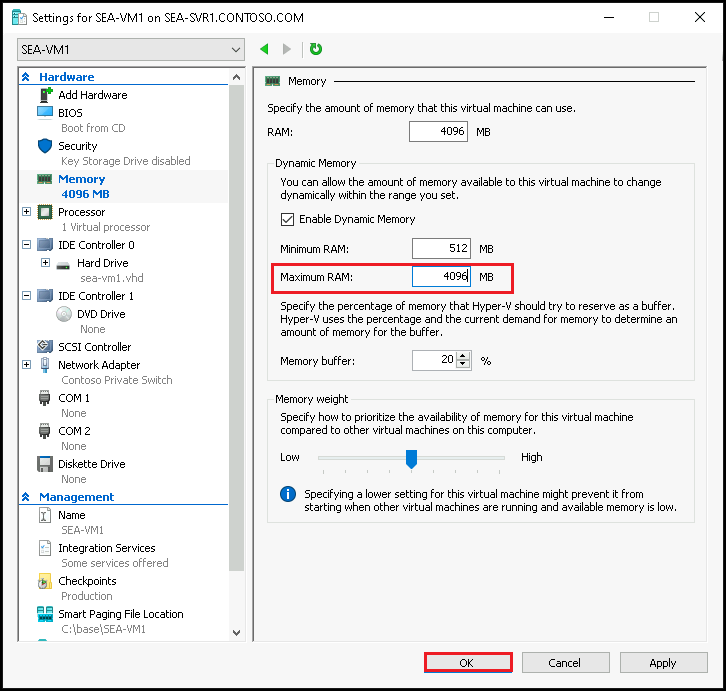 Settings for SEA-VM1 on SEA-SVR1.CONTOSO.COM
SEA-VM1
Hardware
Add Hardware
BIOS
Boot from CD
Security
Key Storage Drive disabled
Memory
4096 MB
Processor
1 Virtual processor
IDE Controller 0
Hard Drive
sea-vm1.vhd
IDE Controller 1
DVD Drive
None
SCSI Controller
Network Adapter
Contoso Private Switch
COM 1
None
COM 2
None
Diskette Drive
None
Management
Name
SEA-VM1
Integration Services
Some services offered
Checkpoints
Production
Smart Paging File Location
C:\base\SEA-VM1
Memory
Specify the amount of memory that this virtual machine can use.
RAM: 4096 MB
Dynamic Memory
You can allow the amount of memory available to this virtual machine to change
dynamically within the range you set.
Enable Dynamic Memory
Minimum RAM: 512 MB
Maximum RAM: 4096 MB
Specify the percentage of memory that Hyper-V should try to reserve as a buffer.
Hyper-V uses the percentage and the current demand for memory to determine an
amount of memory for the buffer.
Memory buffer: 20 %
Memory weight
Specify how to prioritize the availability of memory for this virtual machine
compared to other virtual machines on this computer.
Low High
Specifying a lower setting for this virtual machine might prevent it from
starting when other virtual machines are running and available memory is low.
OK Cancel Apply